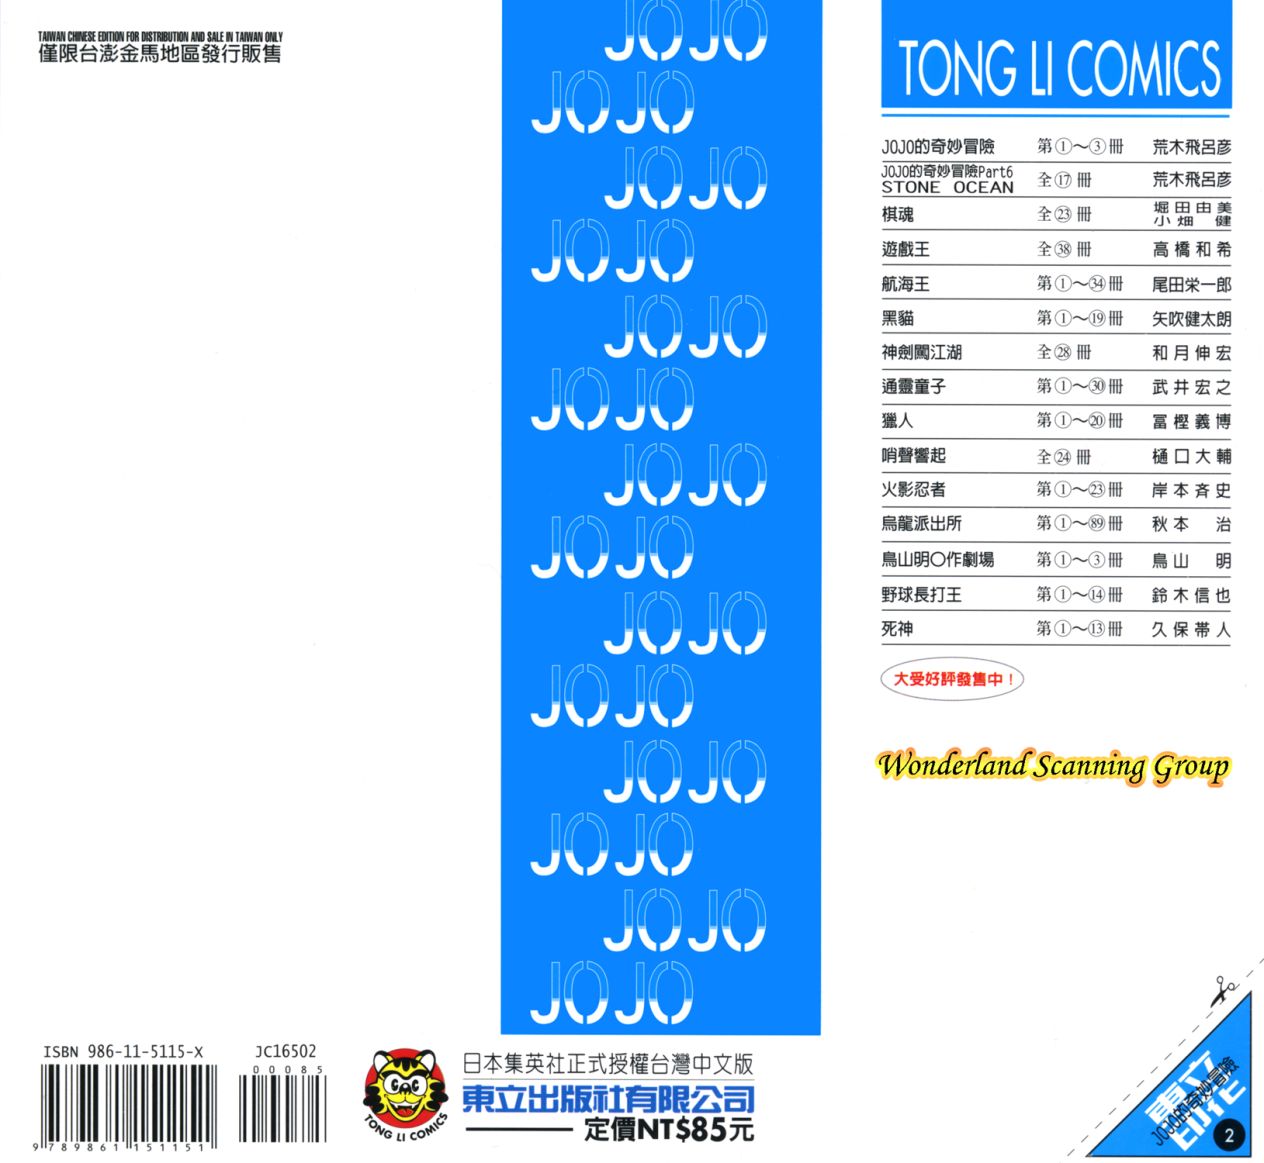 TAIWAN CHINESE EDITION FOR DISTRIBUTION AND SALE IN TAIWAN ONLY
僅限台澎金馬地區發行販售
JOJO
JOJO
JOJO
JOJO
JOJO
JOJO
JOJO
JOJO
JOJO
JOJO
JOJO
JOJO
JOJO
JOJO
TONG LI COMICS
JOJO的奇妙冒險 第①～③冊 荒木飛呂彦
JOJO的奇妙冒險Part6
STONE OCEAN 全⑰冊 荒木飛呂彦
棋魂 全㉓冊 堀田由美 小畑健
遊戲王 全㊳冊 高橋和希
航海王 第①～㉞冊 尾田栄一郎
黑貓 第①～⑲冊 矢吹健太朗
神劍闖江湖 全㉘冊 和月伸宏
通靈童子 第①～㉚冊 武井宏之
獵人 第①～⑳冊 冨樫義博
哨聲響起 全㉔冊 樋口大輔
火影忍者 第①～㉓冊 岸本斉史
烏龍派出所 第①～89冊 秋本治
鳥山明〇作劇場 第①～③冊 鳥山明
野球長打王 第①～⑭冊 鈴木信也
死神 第①～⑬冊 久保帯人
大受好評發售中！
Wonderland Scanning Group
ISBN 986-11-5115-X
9789861151151
JC16502
00085
TONG LI COMICS
日本集英社正式授權台灣中文版
東立出版社有限公司
定價NT$85元
東立印花
JOJO的奇妙冒險
2